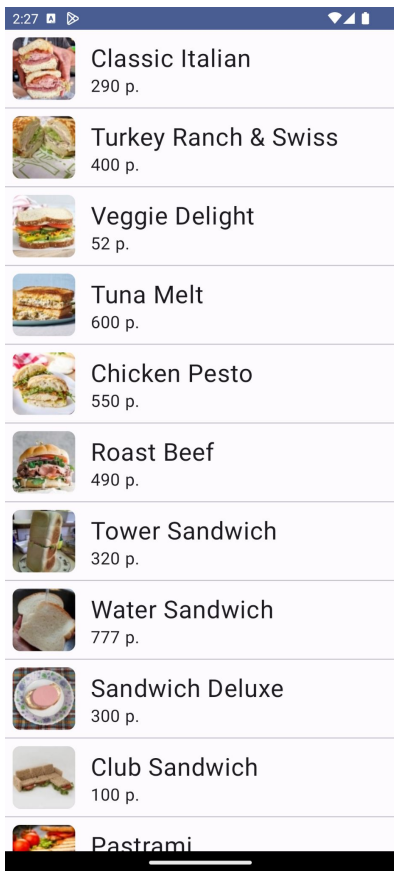 2:27
Classic Italian
290 р.
Turkey Ranch & Swiss
400 р.
Veggie Delight
52 р.
Tuna Melt
600 р.
Chicken Pesto
550 р.
Roast Beef
490 р.
Tower Sandwich
320 р.
Water Sandwich
777 р.
Sandwich Deluxe
300 р.
Club Sandwich
100 р.
Pastrami